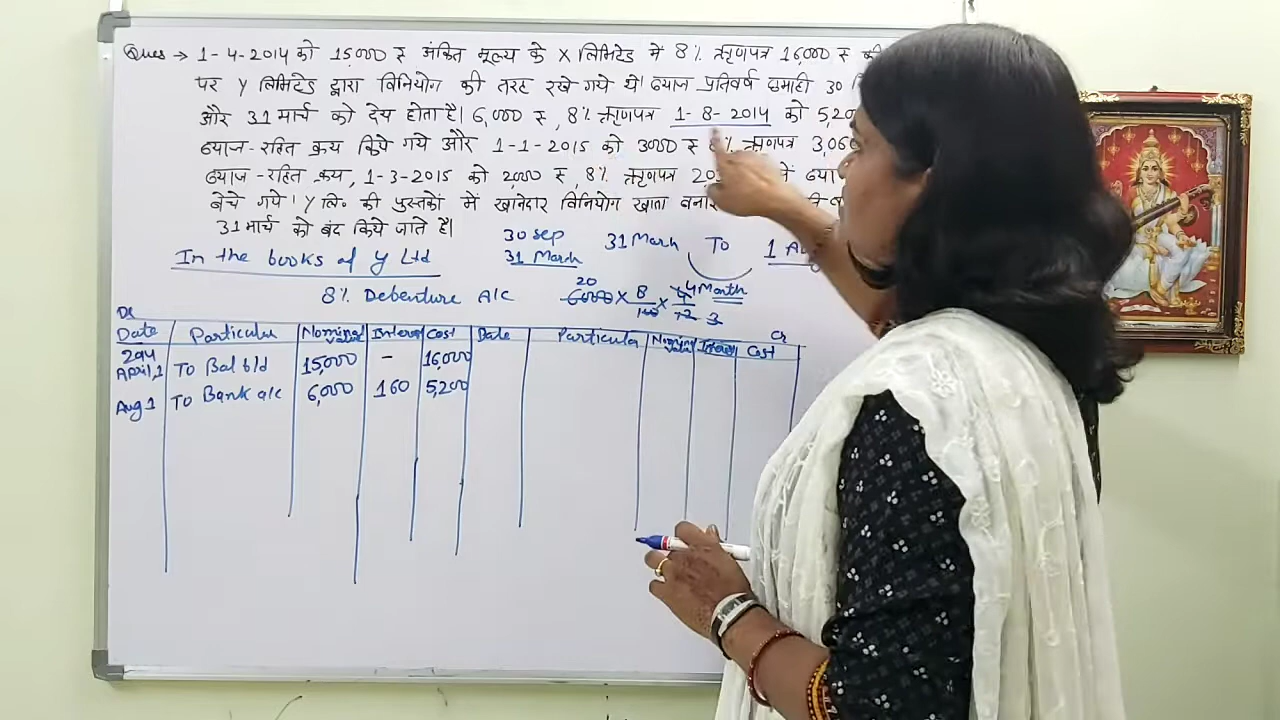 Ques → 1-4-2014 को 15,000 ₹ अंकित मूल्य के X लिमिटेड में 8% ऋणपत्र 16,000 ₹ की
पर Y लिमिटेड द्वारा विनियोग की तरह रखे गये थे। ब्याज प्रतिवर्ष छमाही 30
और 31 मार्च को देय होता है। 6,000 ₹, 8% ऋणपत्र 1-8-2014 को 5,20
ब्याज-रहित क्रय किये गये और 1-1-2015 को 3000 ₹ 8% ऋणपत्र 3,060
ब्याज-रहित क्रय, 1-3-2015 को 2,000 ₹, 8% ऋणपत्र
बेचे गये। Y लि० की पुस्तकों में खानेदार विनियोग खाता
31 मार्च को बंद किये जाते है।
30 Sep 31 March To 1 A
31 March
In the books of Y Ltd
8% Debenture A/c
20
6000 × 8/100 × 4/12 4 Month
3
Dr Cr
Date Particular Nominal Value Interest Cost Date Particular Nominal Value Interest Cost
2014 April, 1 To Bal b/d 15,000 - 16,000
Aug 1 To Bank a/c 6,000 160 5,200